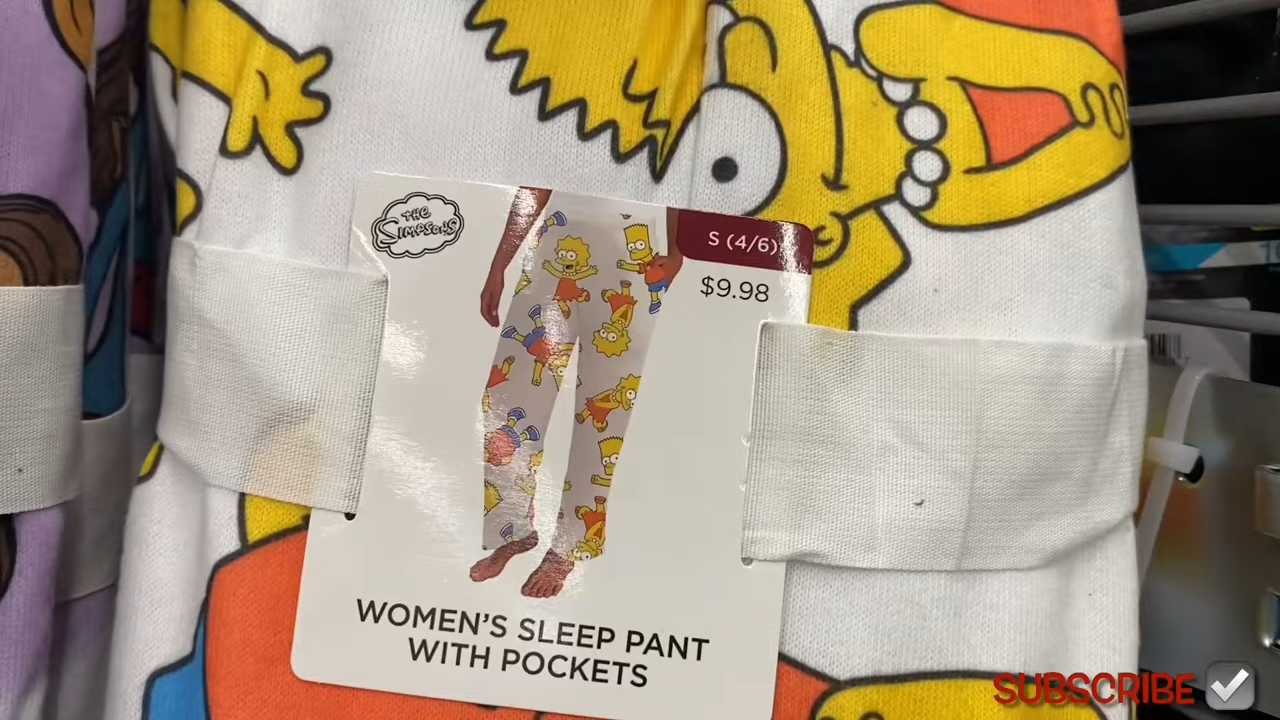 THE
SIMPSONS
S (4/6)
$9.98
WOMEN'S SLEEP PANT
WITH POCKETS
SUBSCRIBE